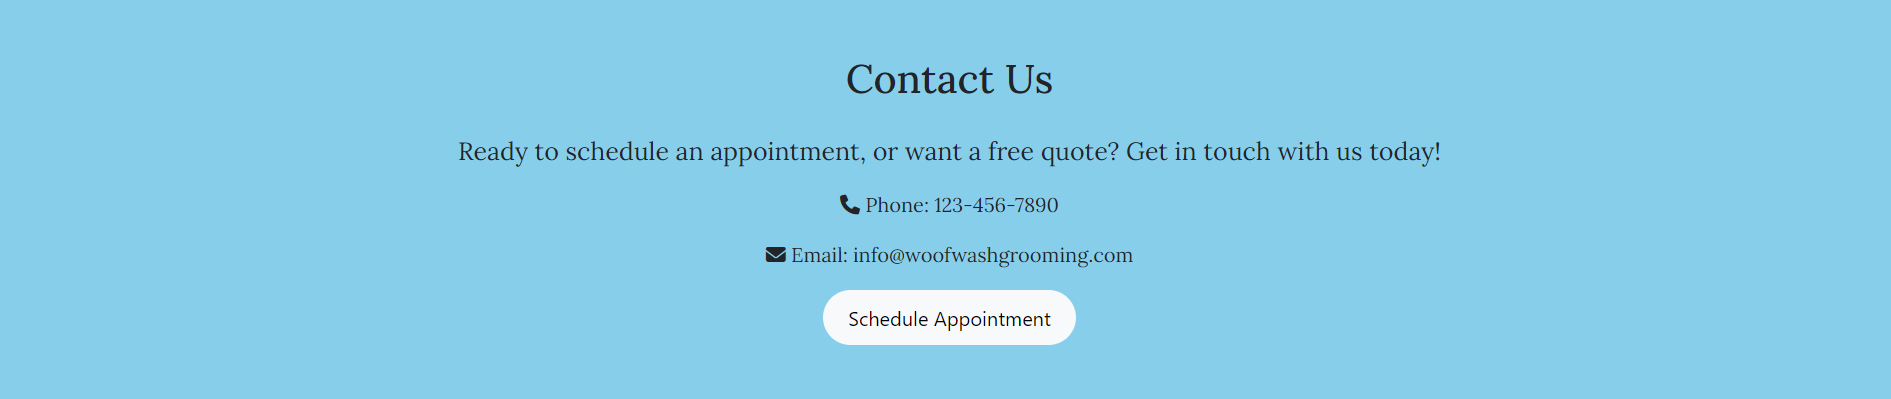 Contact Us
Ready to schedule an appointment, or want a free quote? Get in touch with us today!
Phone: 123-456-7890
Email: info@woofwashgrooming.com
Schedule Appointment